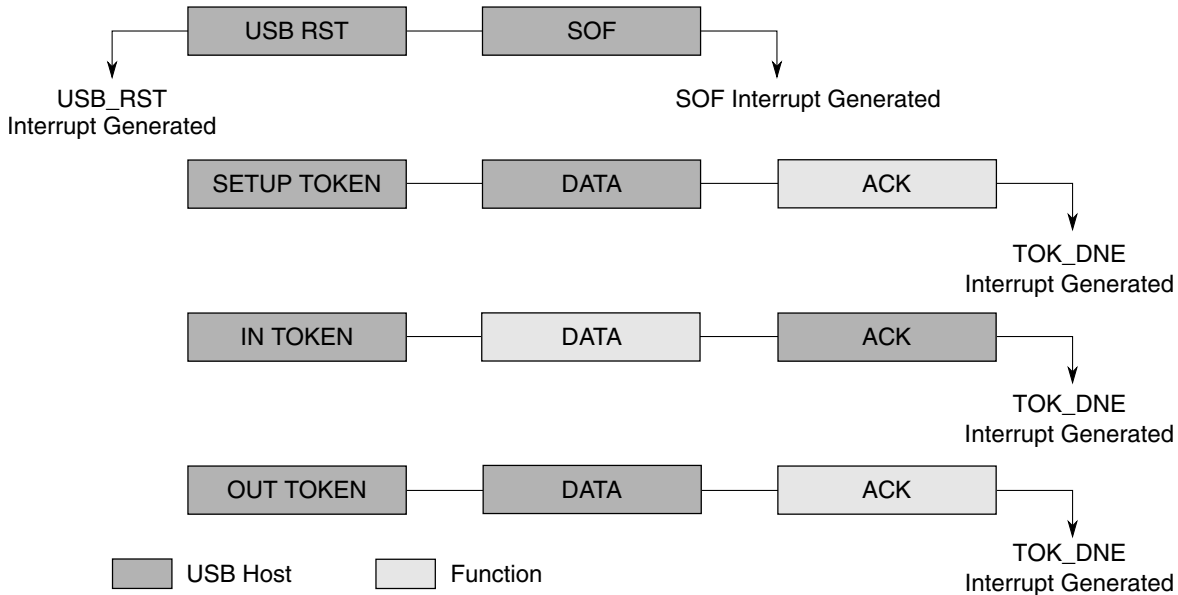 USB RST
SOF
USB_RST
Interrupt Generated
SOF Interrupt Generated
SETUP TOKEN
DATA
ACK
TOK_DNE
Interrupt Generated
IN TOKEN
DATA
ACK
TOK_DNE
Interrupt Generated
OUT TOKEN
DATA
ACK
TOK_DNE
Interrupt Generated
USB Host
Function